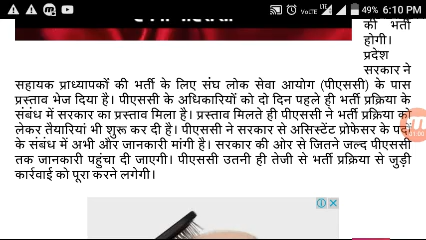 6:10 PM
49%
VoLTE
की भर्ती
होगी।
प्रदेश
सरकार ने
सहायक प्राध्यापकों की भर्ती के लिए संघ लोक सेवा आयोग (पीएससी) के पास
प्रस्ताव भेज दिया है। पीएससी के अधिकारियों को दो दिन पहले ही भर्ती प्रक्रिया के
संबंध में सरकार का प्रस्ताव मिला है। प्रस्ताव मिलते ही पीएससी ने भर्ती प्रक्रिया को
लेकर तैयारियां भी शुरू कर दी है। पीएससी ने सरकार से असिस्टेंट प्रोफेसर के पदों
के संबंध में अभी और जानकारी मांगी है। सरकार की ओर से जितने जल्द पीएससी
तक जानकारी पहुंचा दी जाएगी। पीएससी उतनी ही तेजी से भर्ती प्रक्रिया से जुड़ी
कार्रवाई को पूरा करने लगेगी।